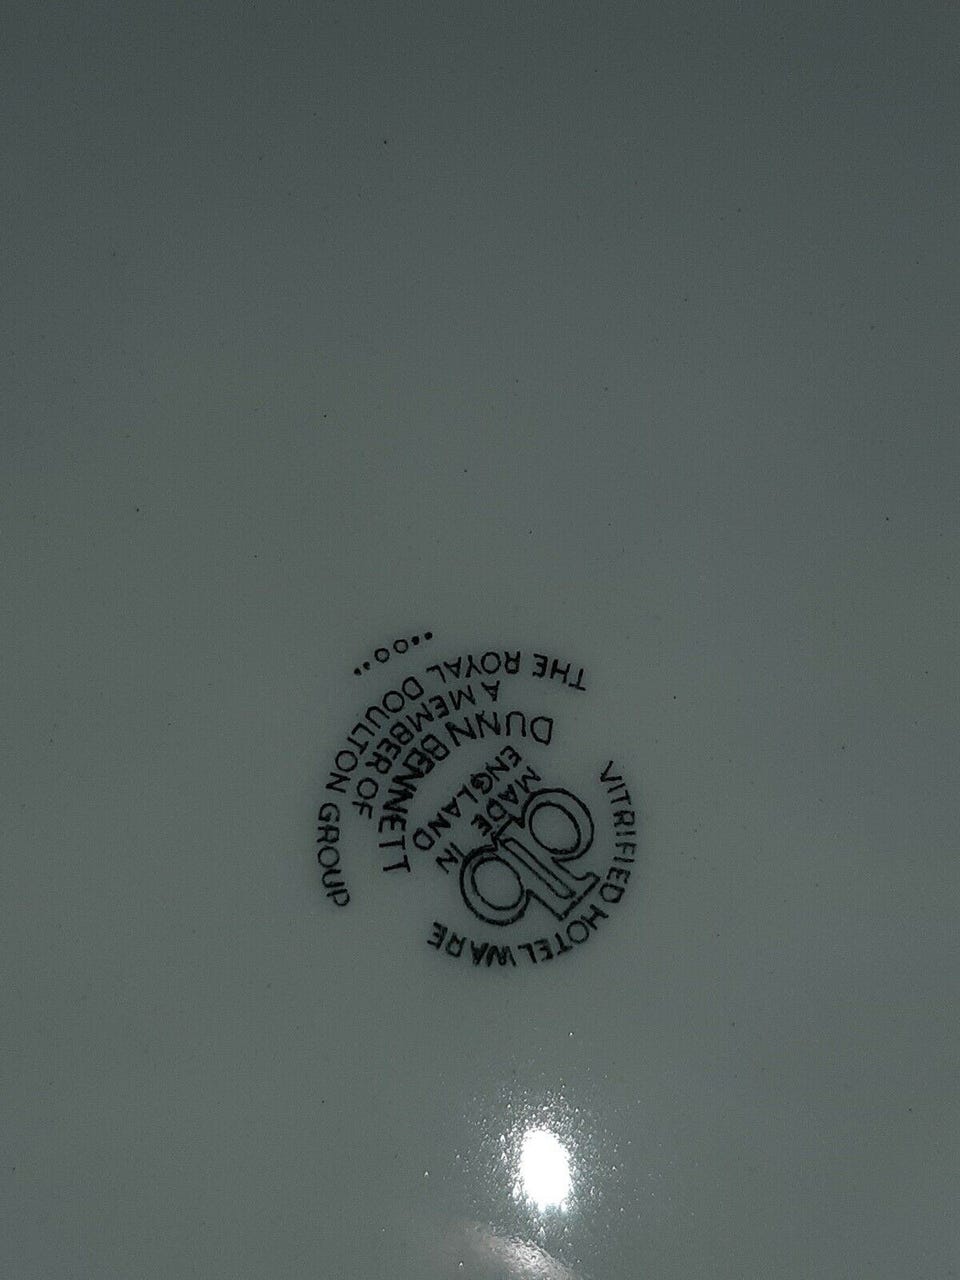 VITRIFIED HOTELWARE
db
MADE IN
ENGLAND
DUNN BENNETT
A MEMBER OF
THE ROYAL DOULTON GROUP